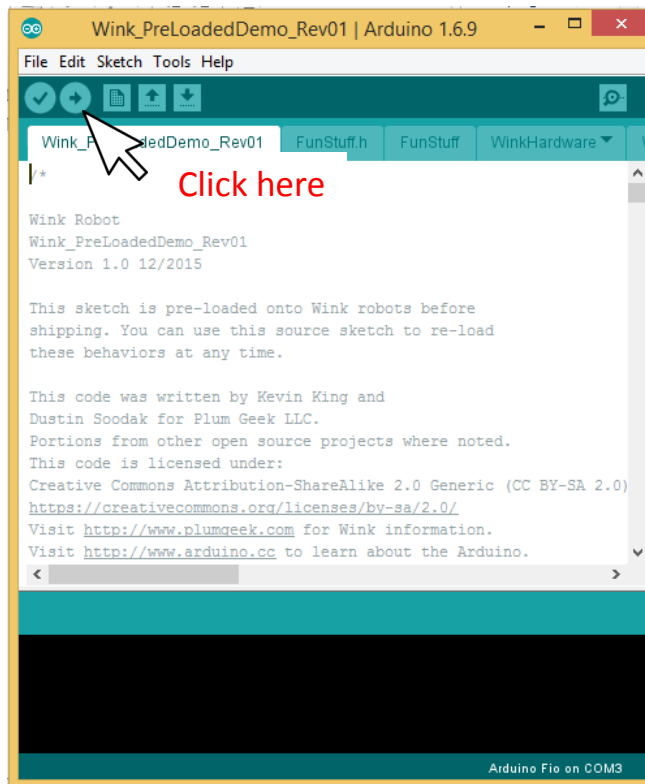 Wink_PreLoadedDemo_Rev01 | Arduino 1.6.9
File Edit Sketch Tools Help
FunStuff.h FunStuff WinkHardware
Click here
/*
Wink Robot
Wink_PreLoadedDemo_Rev01
Version 1.0 12/2015
This sketch is pre-loaded onto Wink robots before
shipping. You can use this source sketch to re-load
these behaviors at any time.
This code was written by Kevin King and
Dustin Soodak for Plum Geek LLC.
Portions from other open source projects where noted.
This code is licensed under:
Creative Commons Attribution-ShareAlike 2.0 Generic (CC BY-SA 2.0)
https://creativecommons.org/licenses/by-sa/2.0/
Visit http://www.plumgeek.com for Wink information.
Visit http://www.arduino.cc to learn about the Arduino.
Arduino Fio on COM3